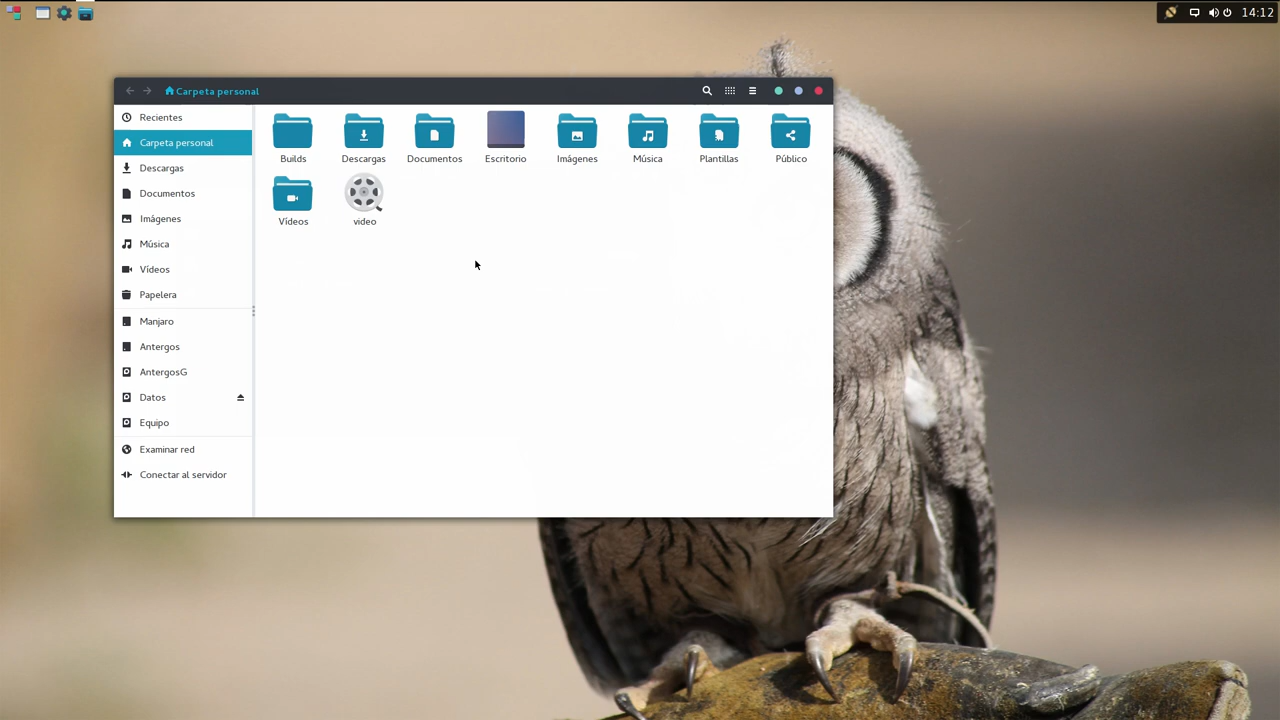 14:12
Carpeta personal
Recientes
Carpeta personal
Descargas
Documentos
Imágenes
Música
Vídeos
Papelera
Manjaro
Antergos
AntergosG
Datos
Equipo
Examinar red
Conectar al servidor
Builds
Descargas
Documentos
Escritorio
Imágenes
Música
Plantillas
Público
Vídeos
video